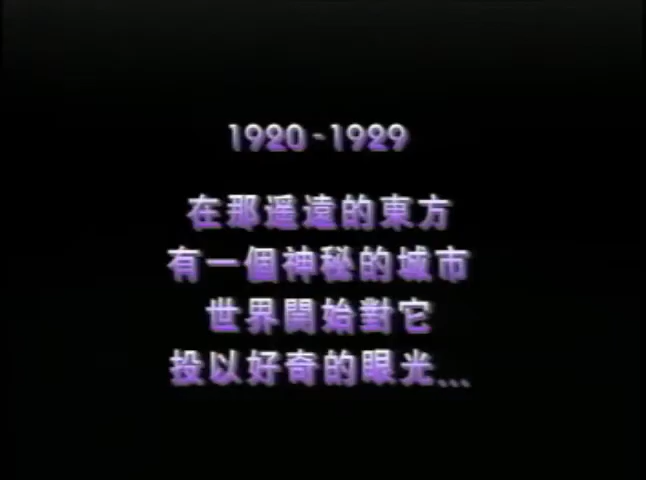 1920-1929
在那遥遠的東方
有一個神秘的城市
世界開始對它
投以好奇的眼光...